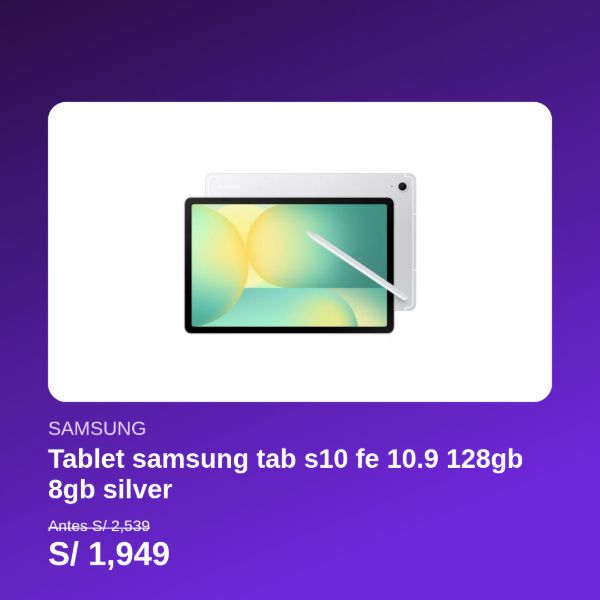 SAMSUNG
Tablet samsung tab s10 fe 10.9 128gb
8gb silver
Antes S/ 2,539
S/ 1,949